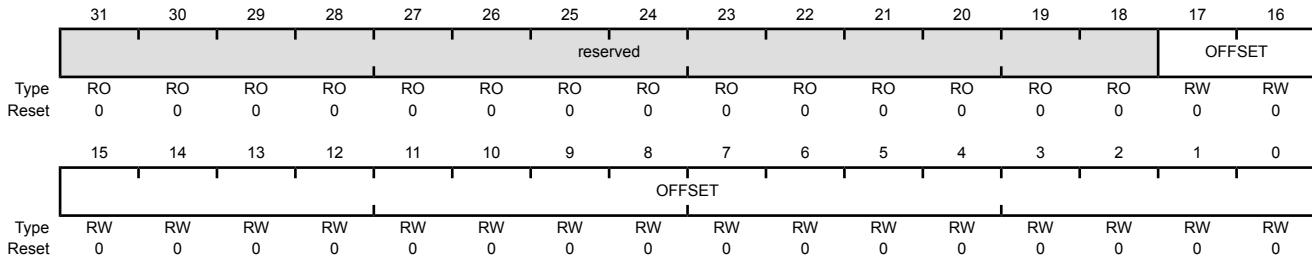 31 30 29 28 27 26 25 24 23 22 21 20 19 18 17 16
reserved OFFSET
Type RO RO RO RO RO RO RO RO RO RO RO RO RO RO RW RW
Reset 0 0 0 0 0 0 0 0 0 0 0 0 0 0 0 0
15 14 13 12 11 10 9 8 7 6 5 4 3 2 1 0
OFFSET
Type RW RW RW RW RW RW RW RW RW RW RW RW RW RW RW RW
Reset 0 0 0 0 0 0 0 0 0 0 0 0 0 0 0 0